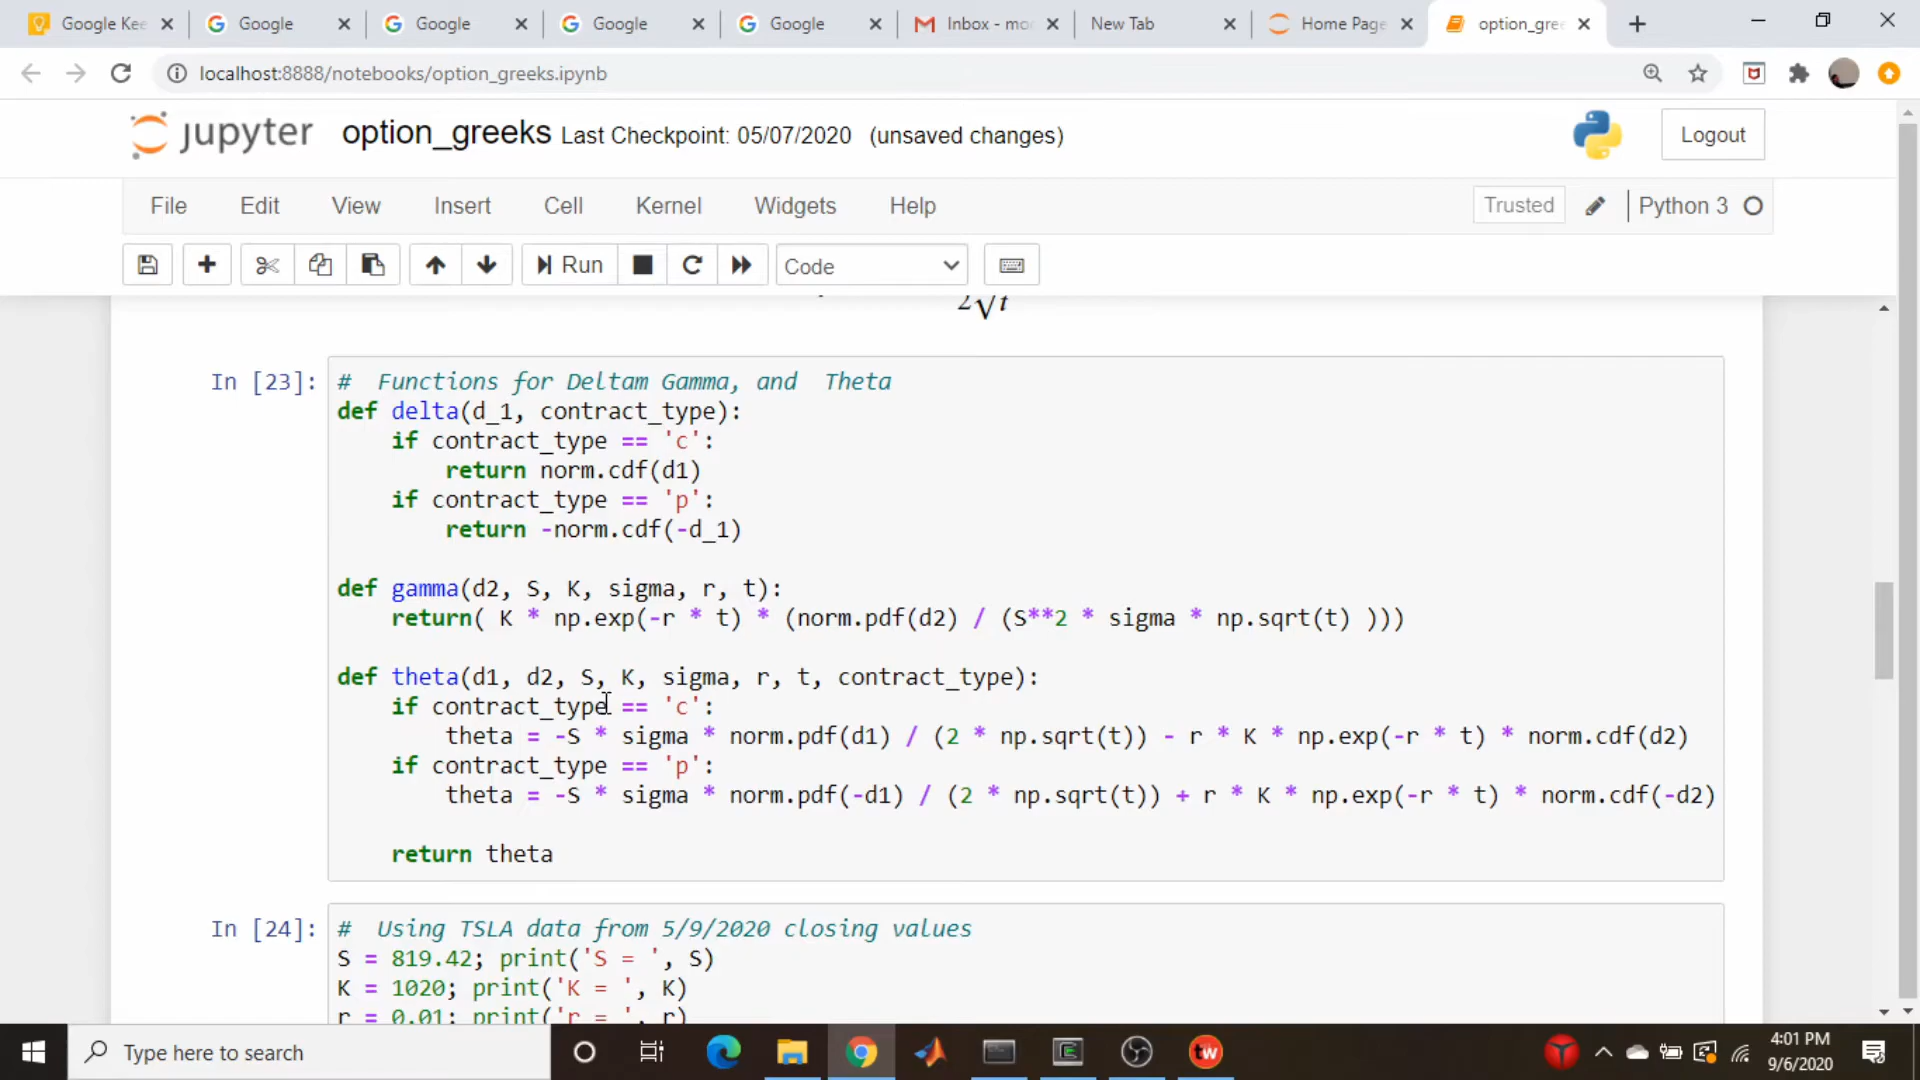 Google Kee
Google
Google
Google
Google
Inbox - mo
New Tab
Home Page
option_gre
localhost:8888/notebooks/option_greeks.ipynb
jupyter option_greeks Last Checkpoint: 05/07/2020 (unsaved changes)
Logout
File Edit View Insert Cell Kernel Widgets Help
Trusted
Python 3
Run
Code
2√t
In [23]:
# Functions for Deltam Gamma, and Theta
def delta(d_1, contract_type):
if contract_type == 'c':
return norm.cdf(d1)
if contract_type == 'p':
return -norm.cdf(-d_1)
def gamma(d2, S, K, sigma, r, t):
return( K * np.exp(-r * t) * (norm.pdf(d2) / (S**2 * sigma * np.sqrt(t) )))
def theta(d1, d2, S, K, sigma, r, t, contract_type):
if contract_type == 'c':
theta = -S * sigma * norm.pdf(d1) / (2 * np.sqrt(t)) - r * K * np.exp(-r * t) * norm.cdf(d2)
if contract_type == 'p':
theta = -S * sigma * norm.pdf(-d1) / (2 * np.sqrt(t)) + r * K * np.exp(-r * t) * norm.cdf(-d2)
return theta
In [24]:
# Using TSLA data from 5/9/2020 closing values
S = 819.42; print('S = ', S)
K = 1020; print('K = ', K)
r = 0.01; print('r = ', r)
Type here to search
tw
4:01 PM
9/6/2020